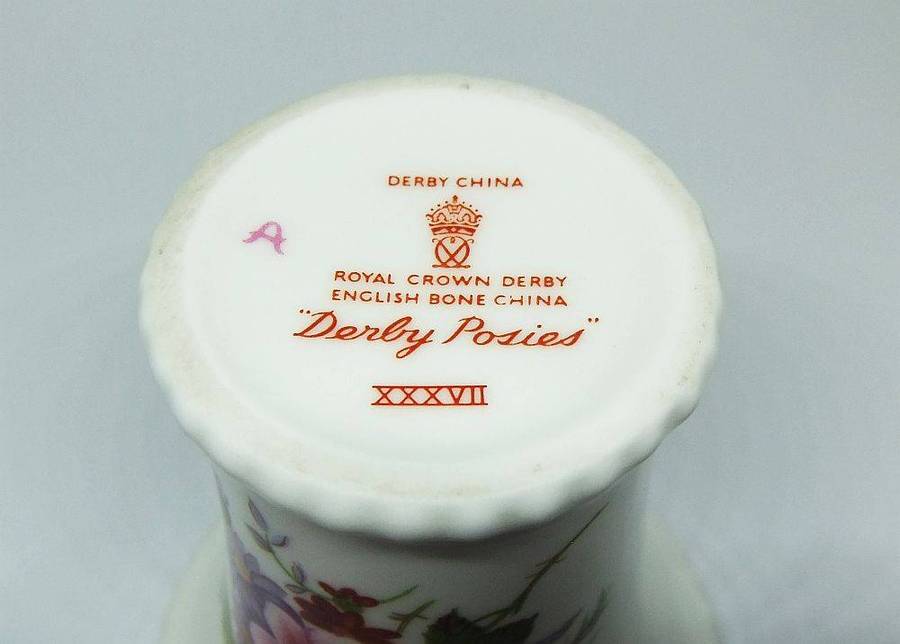 DERBY CHINA
A
ROYAL CROWN DERBY
ENGLISH BONE CHINA
"Derby Posies"
XXXVII